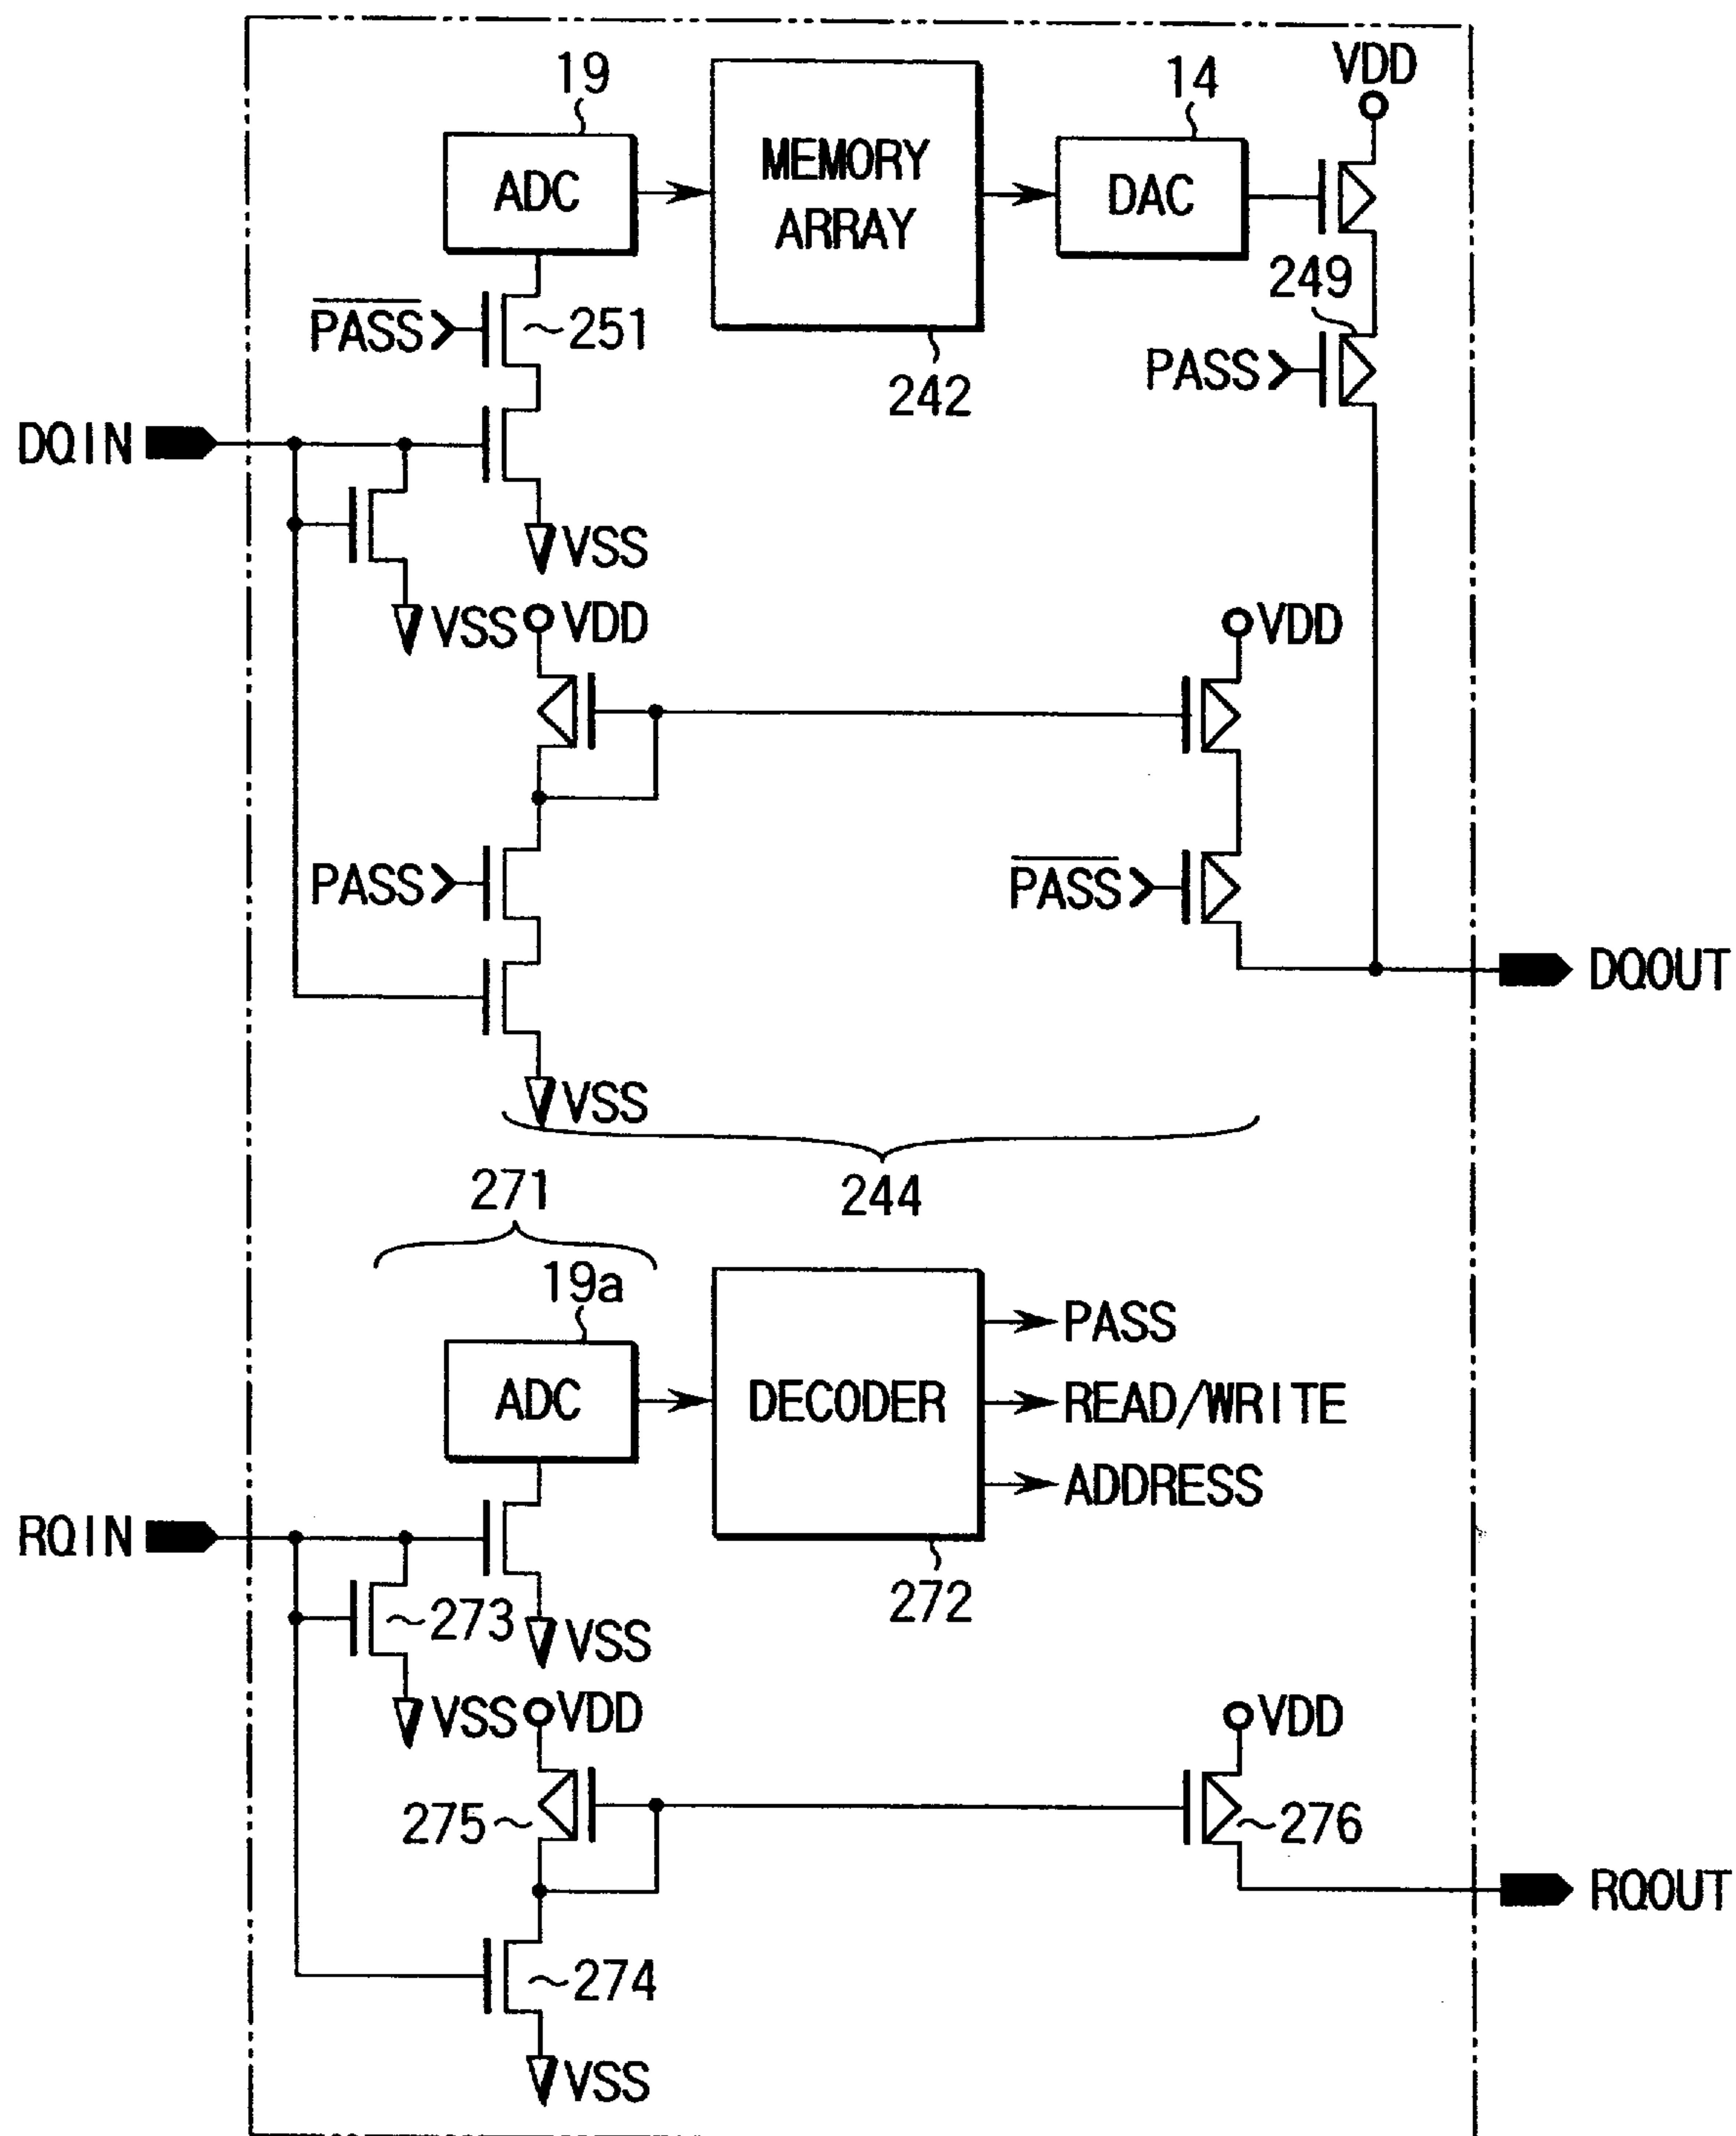 19
14
VDD
ADC
MEMORY
ARRAY
DAC
249
PASS
251
PASS
242
DQIN
VSS
VSS
VDD
VDD
PASS
PASS
DQOUT
VSS
271
244
19a
ADC
DECODER
PASS
READ/WRITE
ADDRESS
RQIN
273
272
VSS
VSS
VDD
VDD
275
276
RQOUT
274
VSS